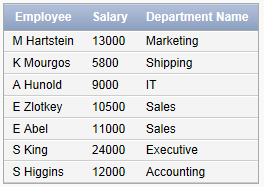 Employee Salary Department Name
M Hartstein 13000 Marketing
K Mourgos 5800 Shipping
A Hunold 9000 IT
E Zlotkey 10500 Sales
E Abel 11000 Sales
S King 24000 Executive
S Higgins 12000 Accounting